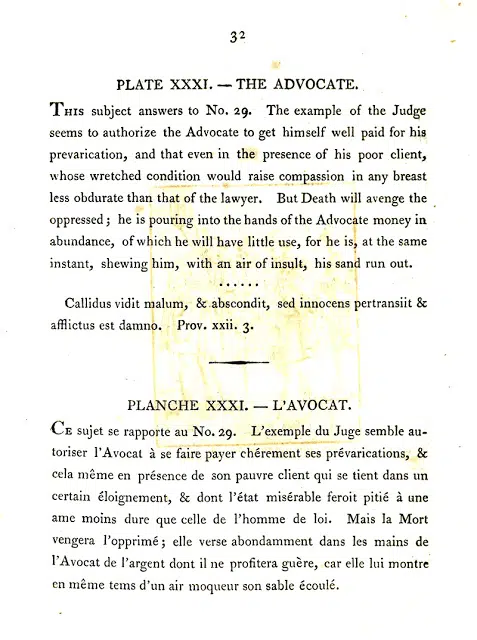 32
PLATE XXXI. — THE ADVOCATE.
THIS subject answers to No. 29. The example of the Judge
seems to authorize the Advocate to get himself well paid for his
prevarication, and that even in the presence of his poor client,
whose wretched condition would raise compassion in any breast
less obdurate than that of the lawyer. But Death will avenge the
oppressed; he is pouring into the hands of the Advocate money in
abundance, of which he will have little use, for he is, at the same
instant, shewing him, with an air of insult, his sand run out.
......
Callidus vidit malum, & abscondit, sed innocens pertransiit &
afflictus est damno. Prov. xxii. 3.
PLANCHE XXXI. — L'AVOCAT.
CE sujet se rapporte au No. 29. L'exemple du Juge semble au-
toriser l'Avocat à se faire payer chérement ses prévarications, &
cela même en présence de son pauvre client qui se tient dans un
certain éloignement, & dont l'état misérable feroit pitié à une
ame moins dure que celle de l'homme de loi. Mais la Mort
vengera l'opprimé; elle verse abondamment dans les mains de
l'Avocat de l'argent dont il ne profitera guère, car elle lui montre
en même tems d'un air moqueur son sable écoulé.